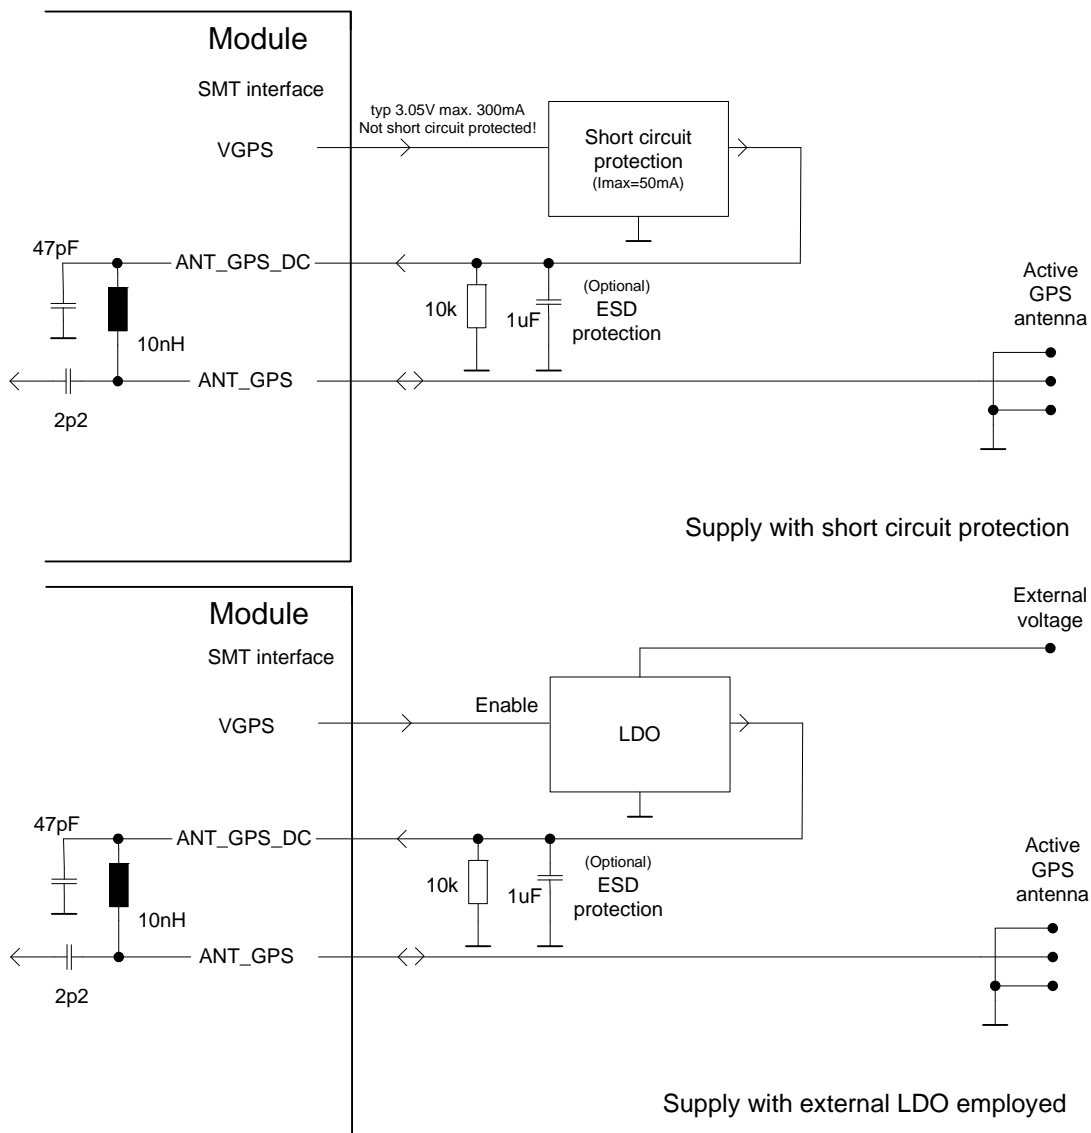 Module
SMT interface
typ 3.05V max. 300mA
Not short circuit protected!
VGPS
Short circuit
protection
(Imax=50mA)
47pF
ANT_GPS_DC
10nH
10k
1uF
(Optional)
ESD
protection
Active
GPS
antenna
ANT_GPS
2p2
Supply with short circuit protection
Module
SMT interface
External
voltage
VGPS
Enable
LDO
47pF
ANT_GPS_DC
10nH
10k
1uF
(Optional)
ESD
protection
Active
GPS
antenna
ANT_GPS
2p2
Supply with external LDO employed